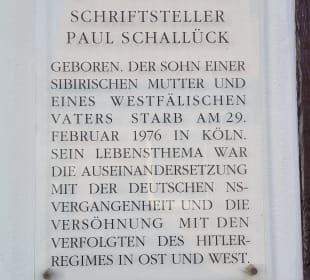 SCHRIFTSTELLER
PAUL SCHALLÜCK
GEBOREN. DER SOHN EINER
SIBIRISCHEN MUTTER UND
EINES WESTFÄLISCHEN
VATERS STARB AM 29.
FEBRUAR 1976 IN KÖLN.
SEIN LEBENSTHEMA WAR
DIE AUSEINANDERSETZUNG
MIT DER DEUTSCHEN NS-
VERGANGENHEIT UND DIE
VERSÖHNUNG MIT DEN
VERFOLGTEN DES HITLER-
REGIMES IN OST UND WEST.